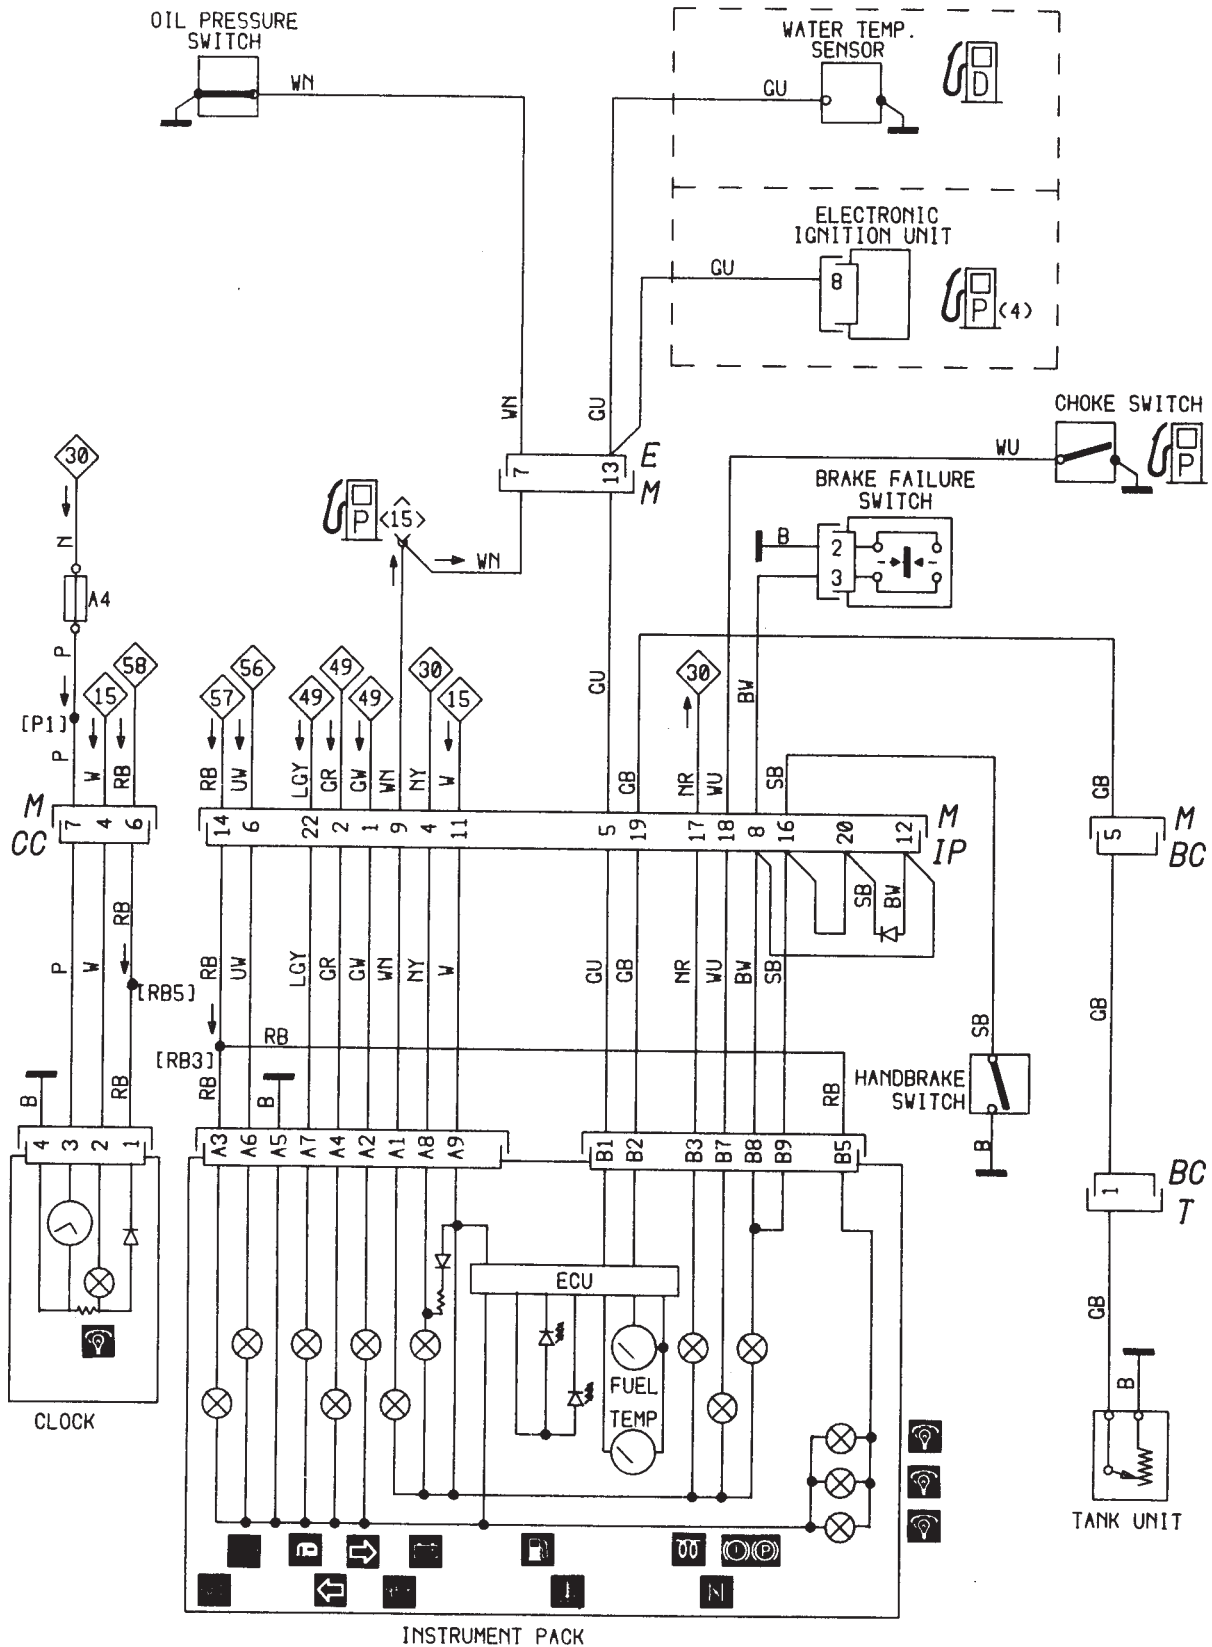 OIL PRESSURE
SWITCH
WN
WATER TEMP.
SENSOR
GU
D
ELECTRONIC
IGNITION UNIT
GU
8
P (4)
CHOKE SWITCH
WU
P
WN
GU
7
13
E
M
BRAKE FAILURE
SWITCH
B
2
3
30
N
A4
P
[P1]
P
P
<15>
WN
15
58
57
56
49
49
49
30
15
GU
30
BW
W
RB
RB
UW
LGY
GR
GW
WN
NY
W
GB
NR
WU
SB
GB
M
CC
7
4
6
14
6
22
2
1
9
4
11
5
19
17
18
8
16
20
12
M
IP
5
M
BC
SB
BW
RB
P
W
[RB5]
RB
UW
LGY
GR
GW
WN
NY
W
GU
GB
NR
WU
BW
SB
GB
SB
[RB3]
RB
RB
B
RB
B
RB
HANDBRAKE
SWITCH
B
4
3
2
1
A3
A6
A5
A7
A4
A2
A1
A8
A9
B1
B2
B3
B7
B8
B9
B5
1
BC
T
ECU
GB
B
FUEL
TEMP
CLOCK
TANK UNIT
P
INSTRUMENT PACK